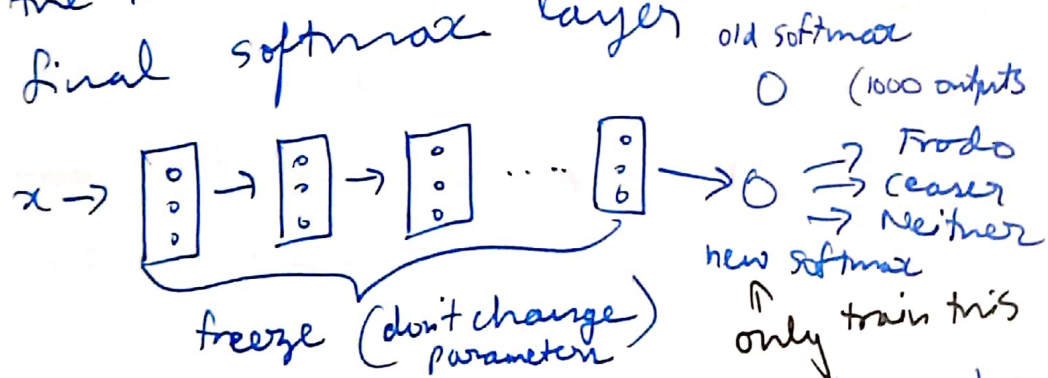 final softmax layer
old softmax
(1000 outputs
x
Frodo
Ceaser
Neither
new softmax
freeze (don't change
parameters)
only train this